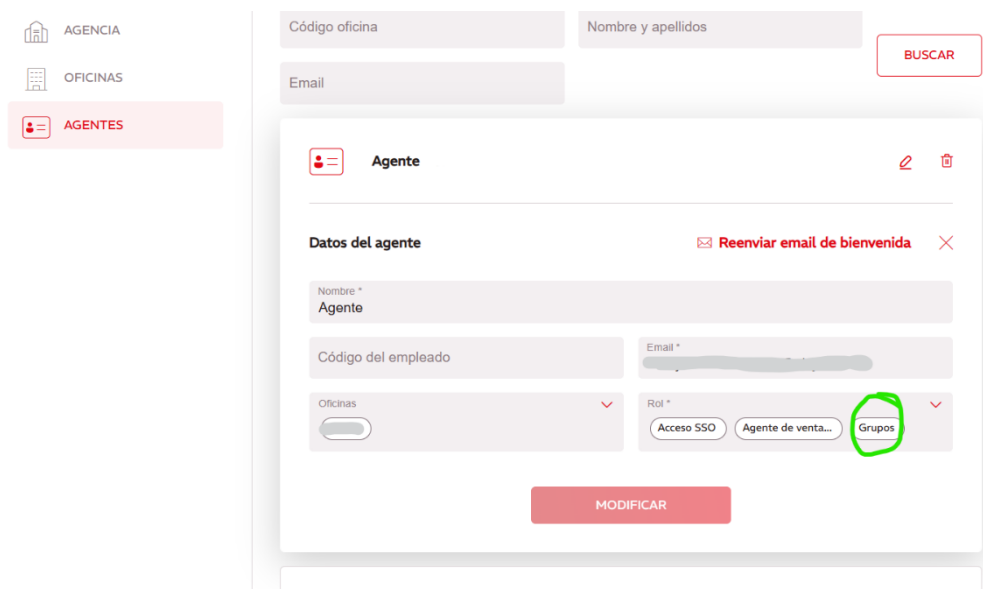 AGENCIA
OFICINAS
AGENTES
Código oficina
Nombre y apellidos
Email
BUSCAR
Agente
Datos del agente
Reenviar email de bienvenida
Nombre *
Agente
Código del empleado
Email *
Oficinas
Rol *
Acceso SSO
Agente de venta...
Grupos
MODIFICAR